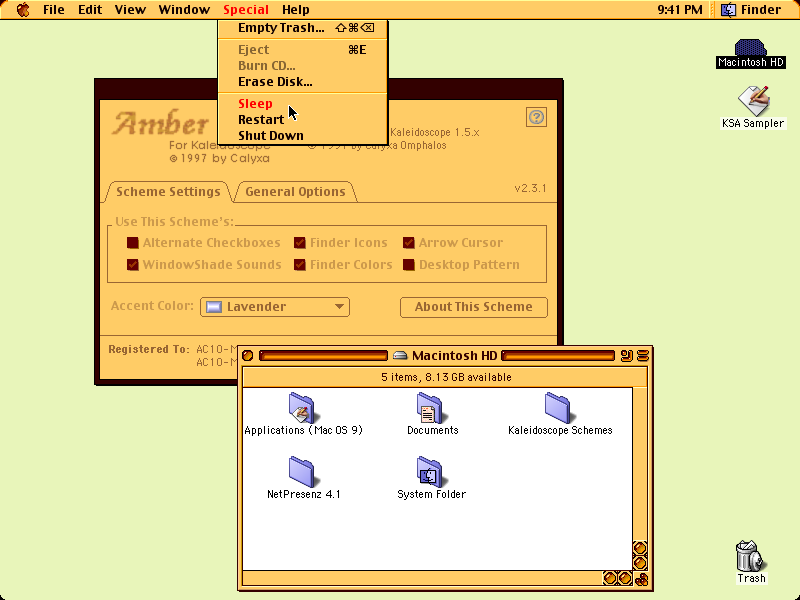 File Edit View Window Special Help 9:41 PM Finder
Empty Trash... ⇧⌘⌫
Eject ⌘E
Burn CD...
Erase Disk...
Sleep
Restart
Shut Down
Macintosh HD
KSA Sampler
Amber
Kaleidoscope 1.5.x
For Kaleidoscope
© 1997 by Calyxa Omphalos
© 1997 by Calyxa
Scheme Settings General Options v2.3.1
Use This Scheme's:
Alternate Checkboxes Finder Icons Arrow Cursor
WindowShade Sounds Finder Colors Desktop Pattern
Accent Color: Lavender About This Scheme
Registered To: AC10-M
AC10-M
Macintosh HD
5 items, 8.13 GB available
Applications (Mac OS 9) Documents Kaleidoscope Schemes
NetPresenz 4.1 System Folder
Trash